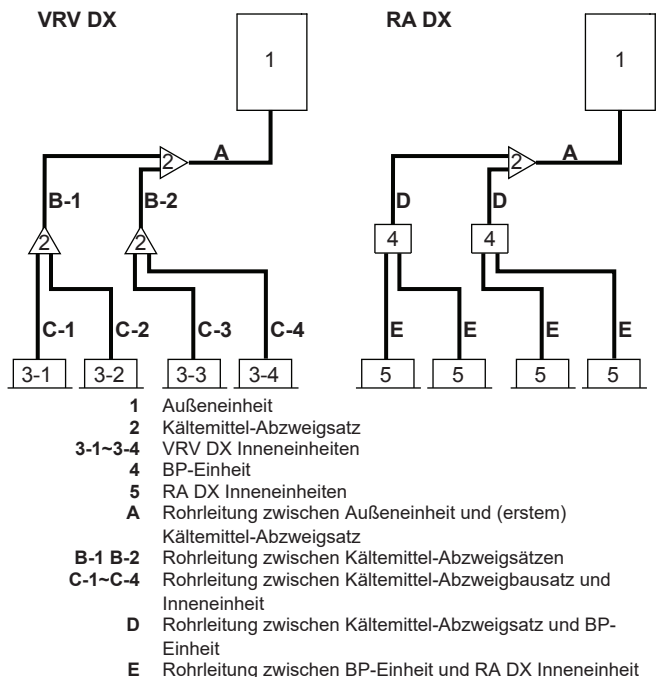 VRV DX
RA DX
1
1
2
A
2
A
B-1
B-2
D
D
2
2
4
4
C-1
C-2
C-3
C-4
E
E
E
E
3-1
3-2
3-3
3-4
5
5
5
5
1 Außeneinheit
2 Kältemittel-Abzweigsatz
3-1~3-4 VRV DX Inneneinheiten
4 BP-Einheit
5 RA DX Inneneinheiten
A Rohrleitung zwischen Außeneinheit und (erstem)
Kältemittel-Abzweigsatz
B-1 B-2 Rohrleitung zwischen Kältemittel-Abzweigsätzen
C-1~C-4 Rohrleitung zwischen Kältemittel-Abzweigbausatz und
Inneneinheit
D Rohrleitung zwischen Kältemittel-Abzweigsatz und BP-
Einheit
E Rohrleitung zwischen BP-Einheit und RA DX Inneneinheit